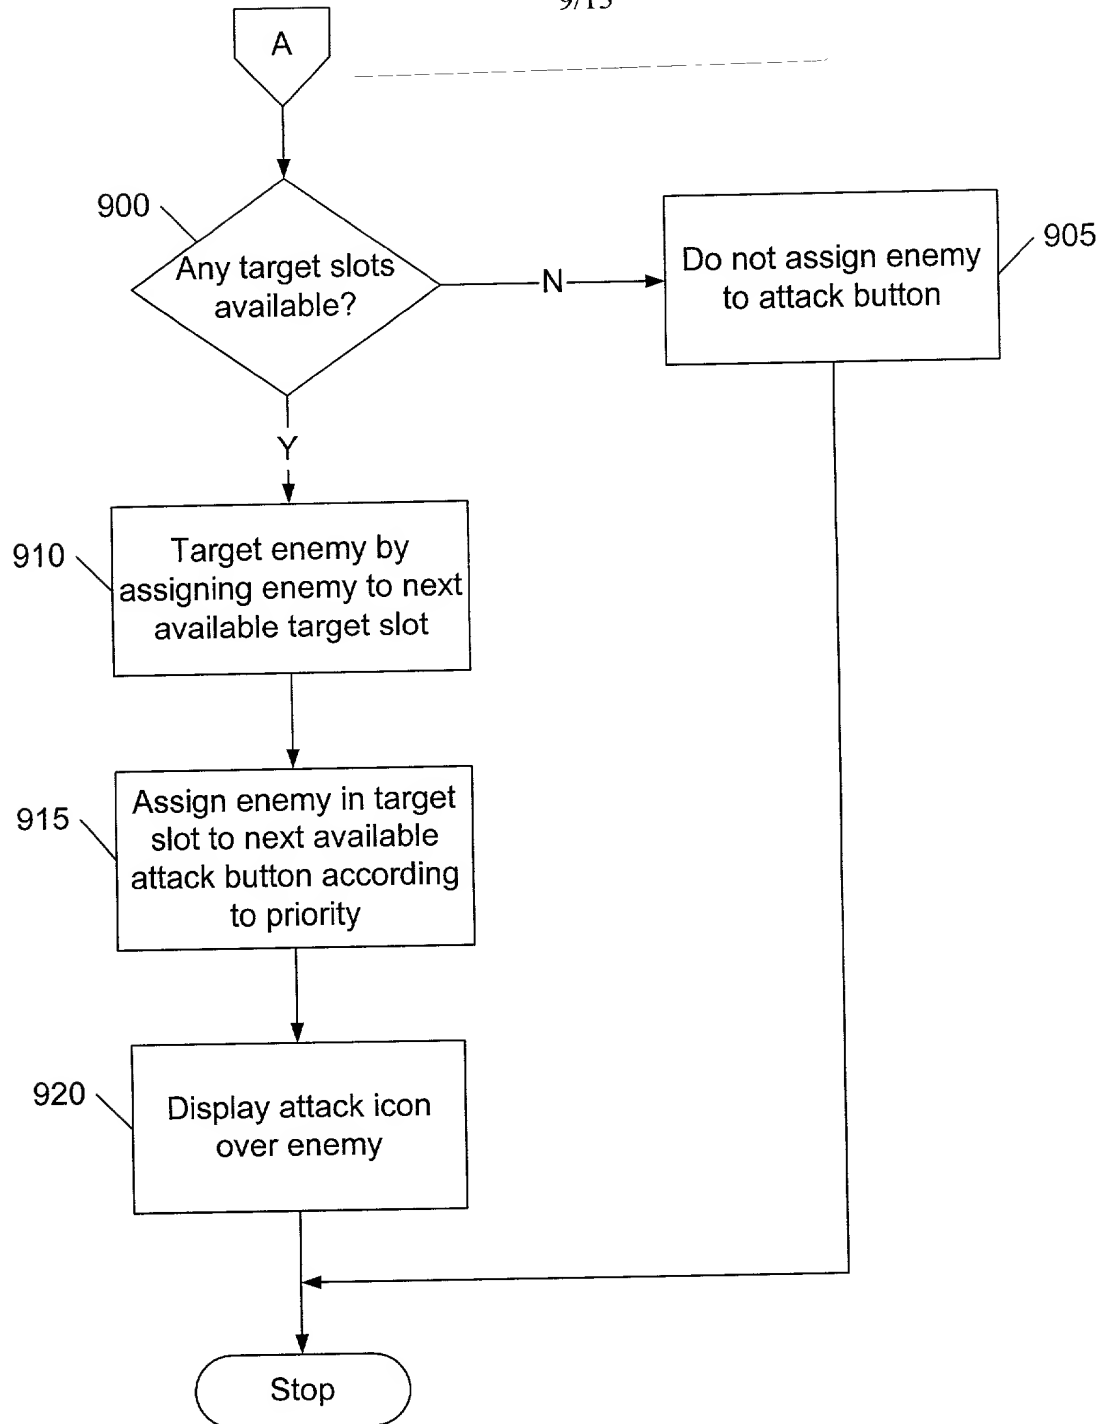 9/13
A
900
Any target slots
available?
N
Do not assign enemy
to attack button
905
Y
910
Target enemy by
assigning enemy to next
available target slot
915
Assign enemy in target
slot to next available
attack button according
to priority
920
Display attack icon
over enemy
Stop